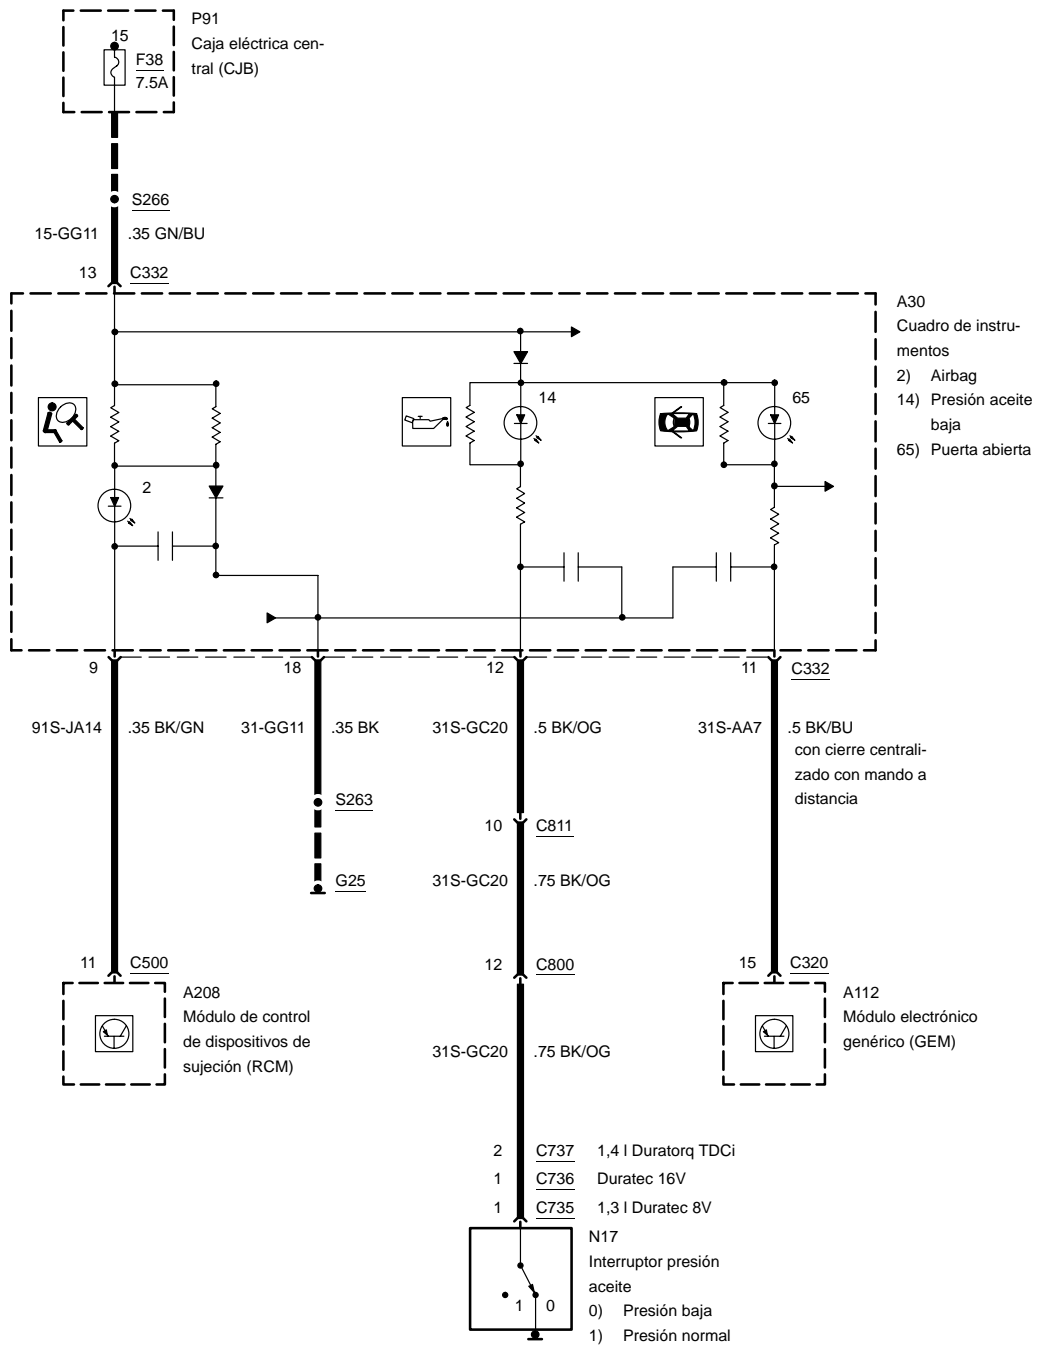 P91
Caja eléctrica cen-
tral (CJB)
15
F38
7.5A
S266
15-GG11 .35 GN/BU
13 C332
A30
Cuadro de instru-
mentos
2) Airbag
14) Presión aceite
baja
65) Puerta abierta
14
65
2
9 18 12 11 C332
91S-JA14 .35 BK/GN 31-GG11 .35 BK 31S-GC20 .5 BK/OG 31S-AA7 .5 BK/BU
con cierre centrali-
zado con mando a
distancia
S263
10 C811
G25
31S-GC20 .75 BK/OG
11 C500
12 C800
15 C320
A208
Módulo de control
de dispositivos de
sujeción (RCM)
A112
Módulo electrónico
genérico (GEM)
31S-GC20 .75 BK/OG
2 C737 1,4 l Duratorq TDCi
1 C736 Duratec 16V
1 C735 1,3 l Duratec 8V
N17
Interruptor presión
aceite
0) Presión baja
1) Presión normal
1 0